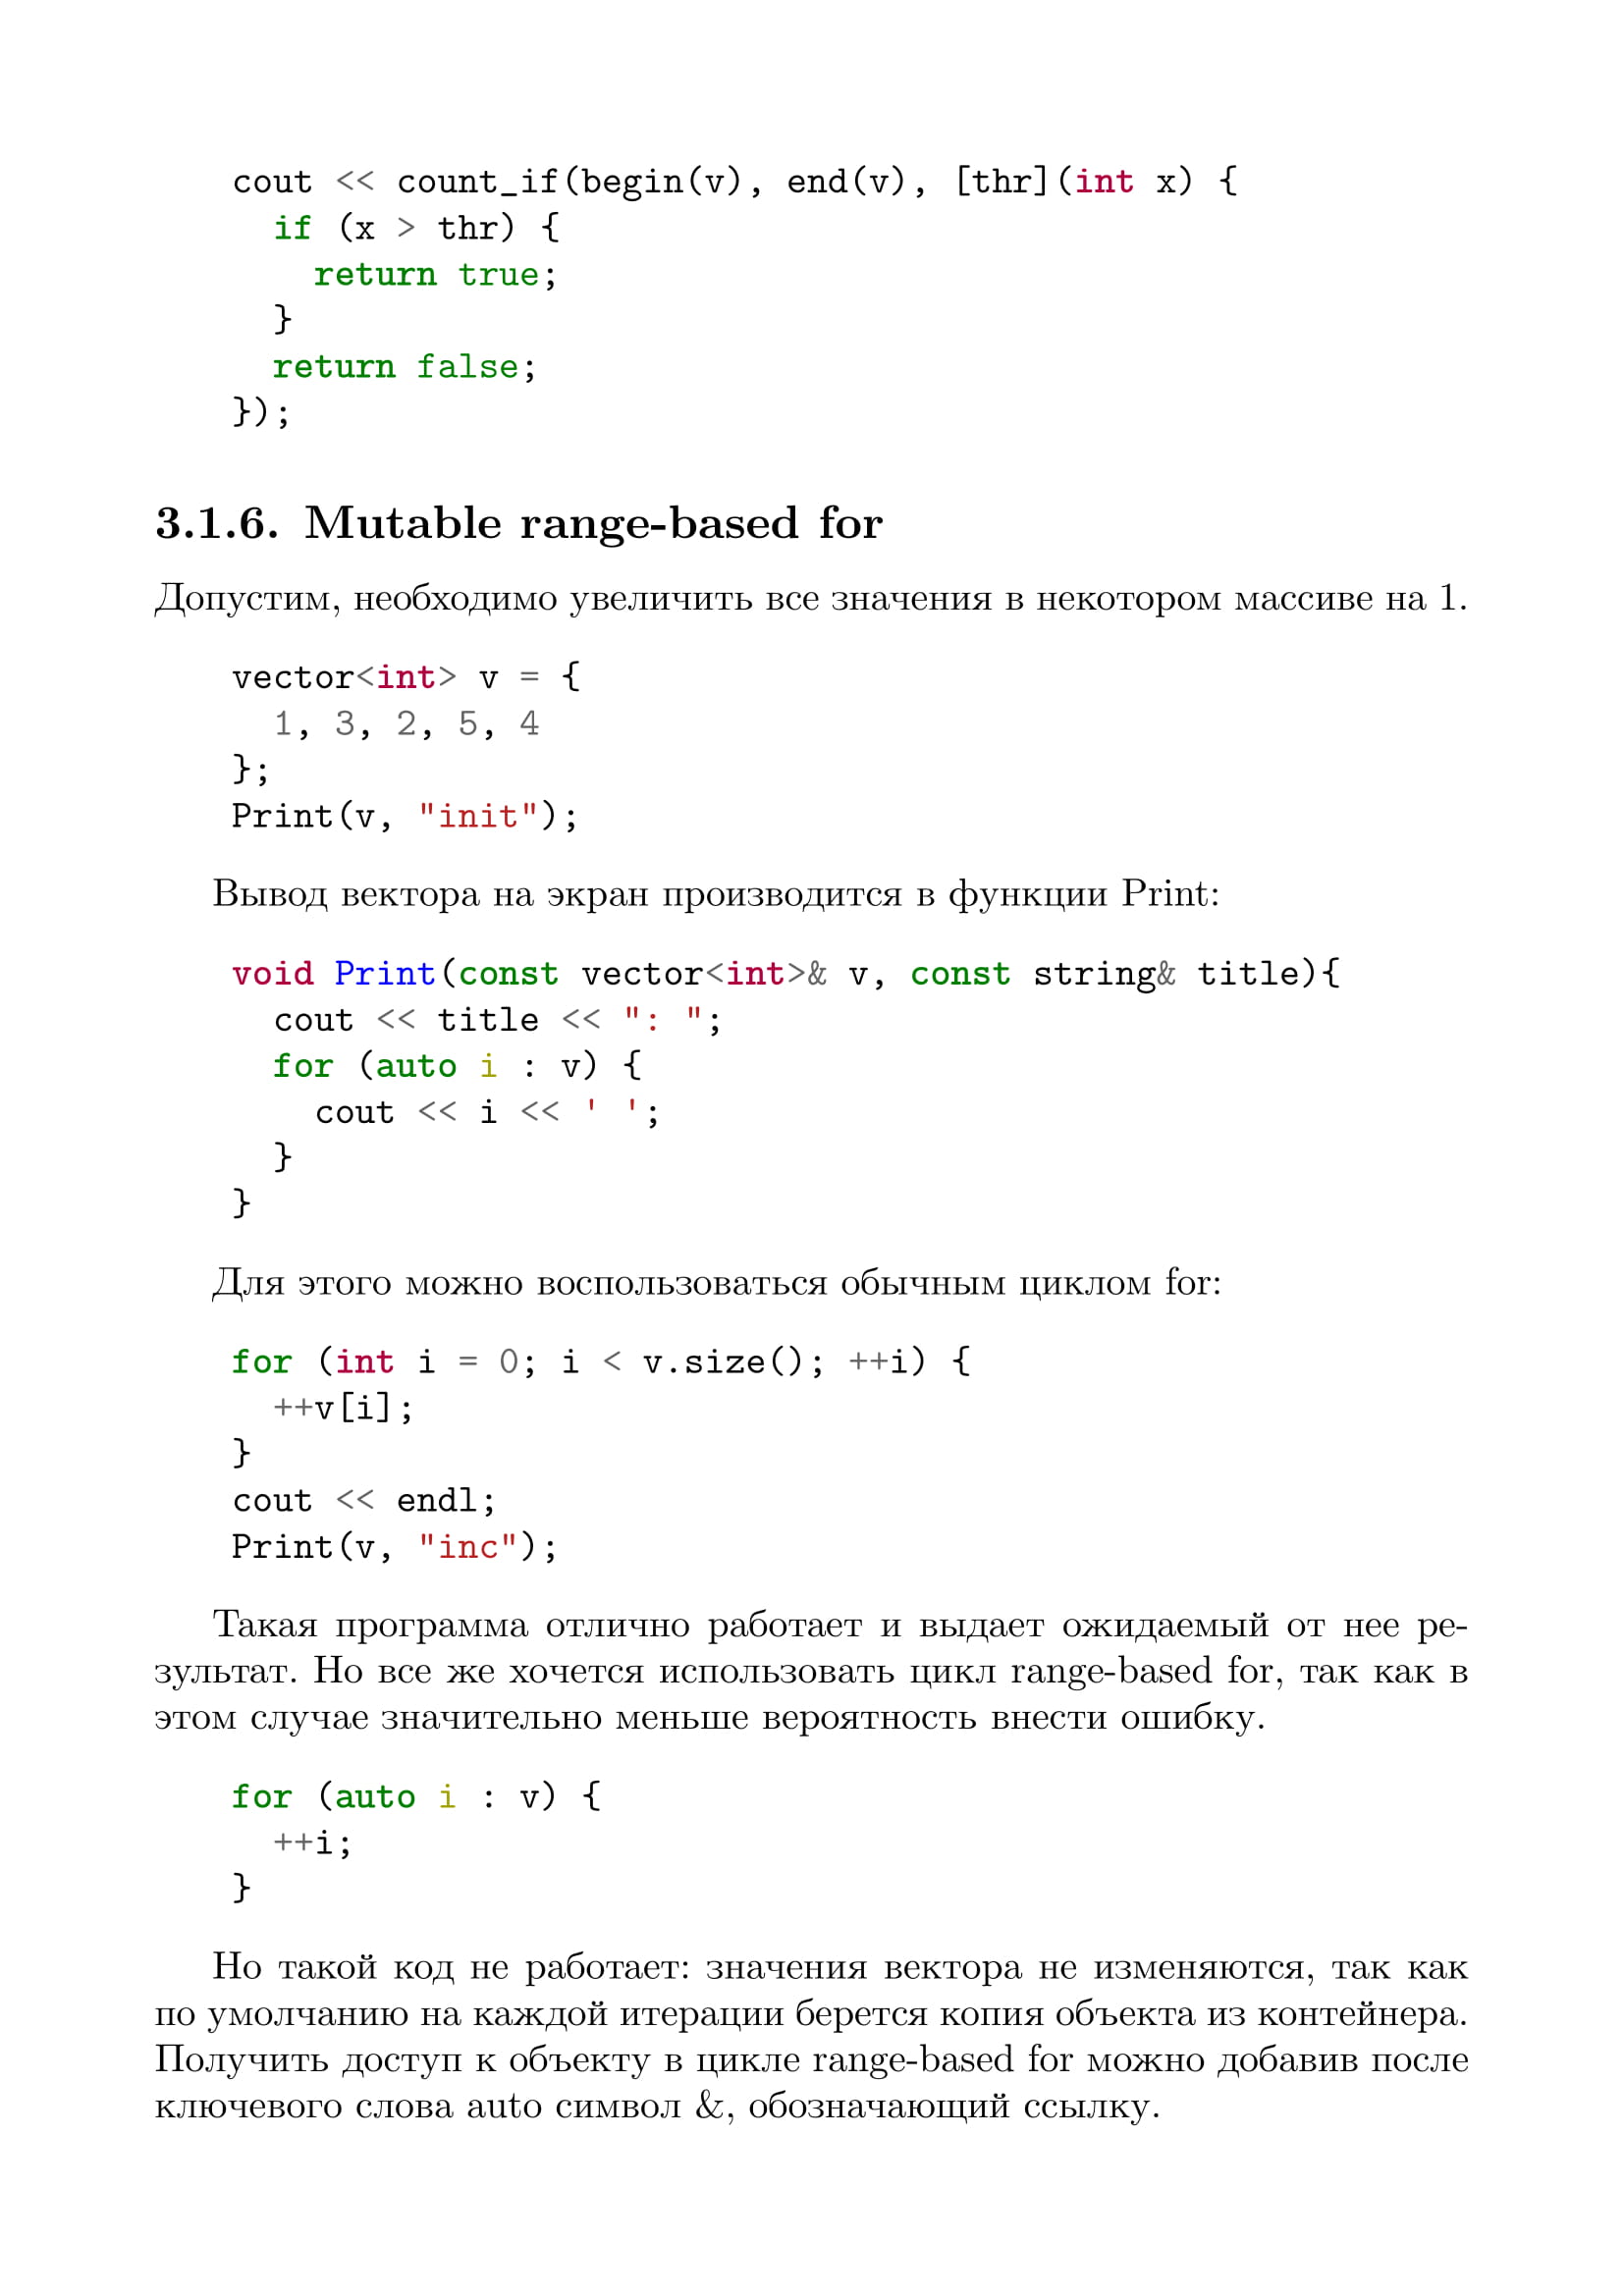 cout << count_if(begin(v), end(v), [thr](int x) {
  if (x > thr) {
    return true;
  }
  return false;
});
3.1.6. Mutable range-based for
Допустим, необходимо увеличить все значения в некотором массиве на 1.
vector<int> v = {
  1, 3, 2, 5, 4
};
Print(v, "init");
Вывод вектора на экран производится в функции Print:
void Print(const vector<int>& v, const string& title){
  cout << title << ": ";
  for (auto i : v) {
    cout << i << ' ';
  }
}
Для этого можно воспользоваться обычным циклом for:
for (int i = 0; i < v.size(); ++i) {
  ++v[i];
}
cout << endl;
Print(v, "inc");
Такая программа отлично работает и выдает ожидаемый от нее ре-
зультат. Но все же хочется использовать цикл range-based for, так как в
этом случае значительно меньше вероятность внести ошибку.
for (auto i : v) {
  ++i;
}
Но такой код не работает: значения вектора не изменяются, так как
по умолчанию на каждой итерации берется копия объекта из контейнера.
Получить доступ к объекту в цикле range-based for можно добавив после
ключевого слова auto символ &, обозначающий ссылку.